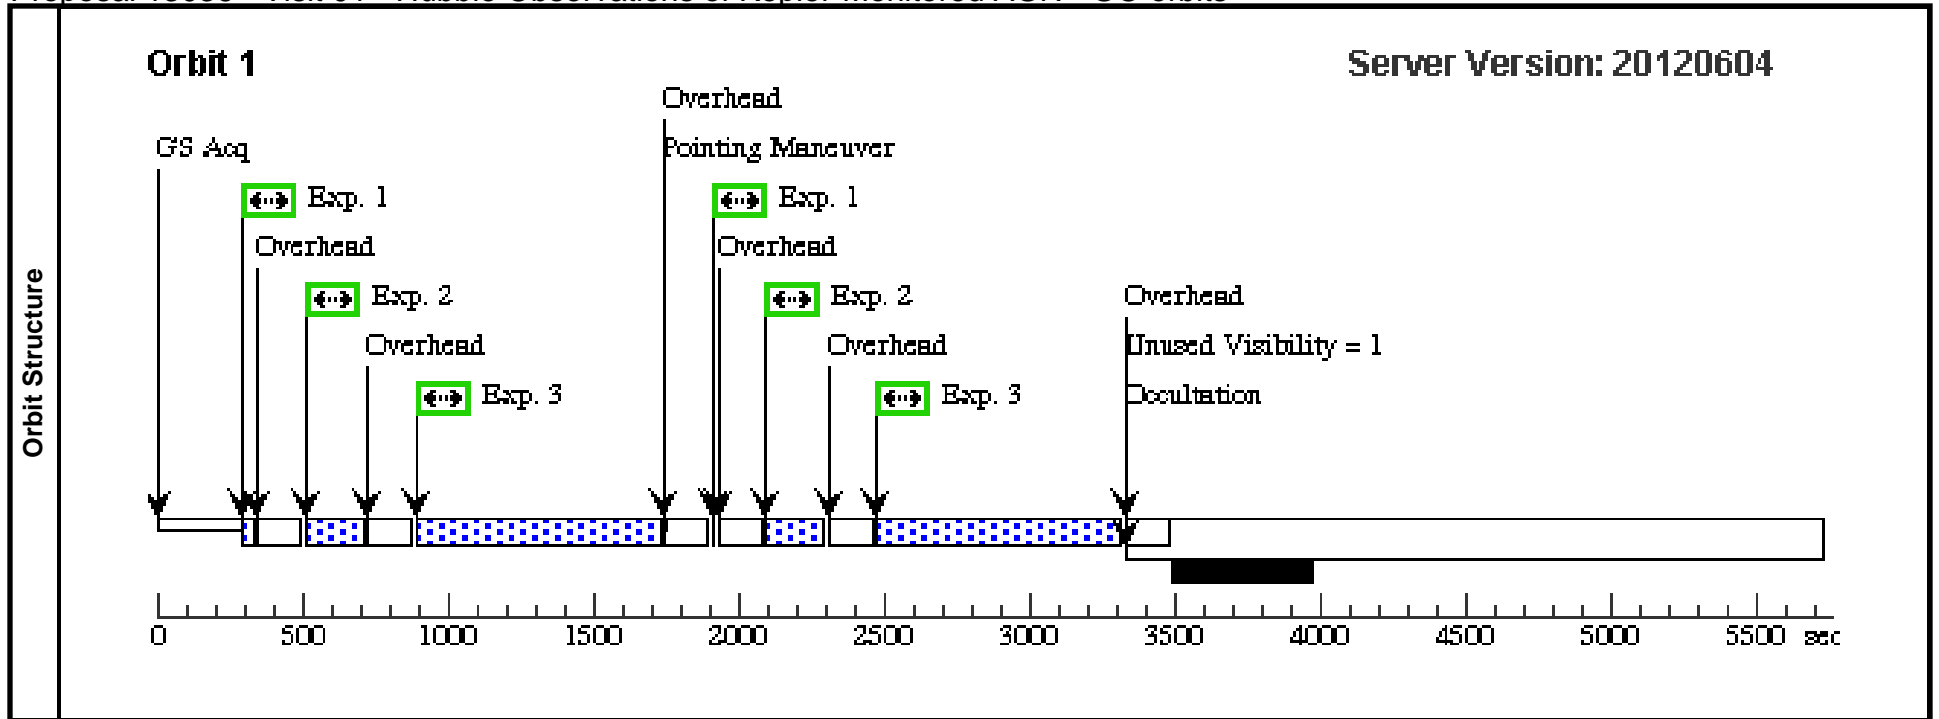 Orbit Structure
Orbit 1
Server Version: 20120604
Overhead
GS Acq
Pointing Maneuver
Exp. 1
Exp. 1
Overhead
Overhead
Exp. 2
Exp. 2
Overhead
Overhead
Overhead
Unused Visibility = 1
Exp. 3
Exp. 3
Occultation
0 500 1000 1500 2000 2500 3000 3500 4000 4500 5000 5500 sec